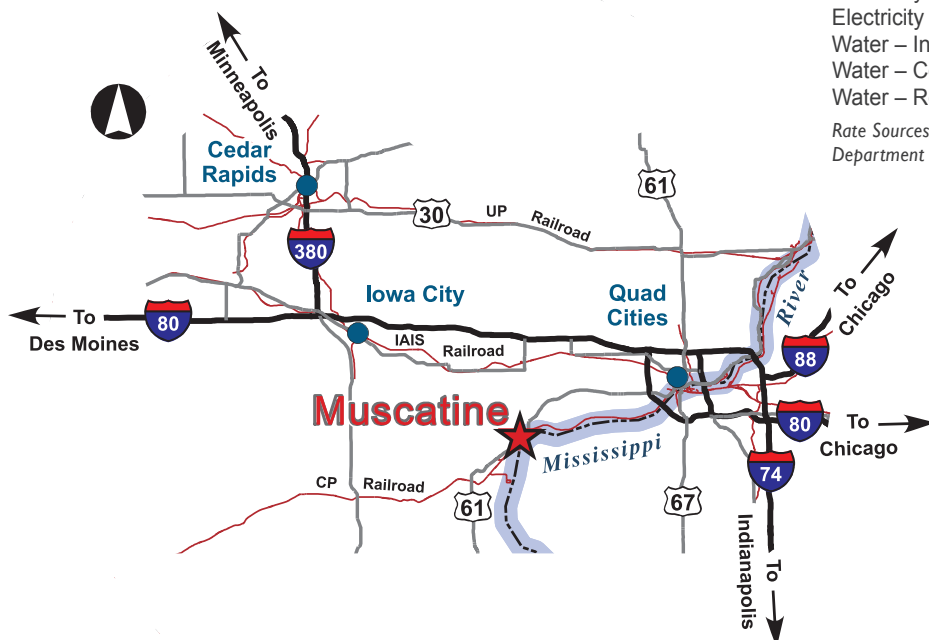 Electricity
Water – In
Water – C
Water – R
Rate Sources
Department
To
Minneapolis
Cedar
Rapids
61
30
UP
Railroad
380
River
To
Chicago
Iowa City
Quad
Cities
To
Des Moines
80
IAIS
Railroad
88
Muscatine
80
To
Chicago
Mississippi
74
CP
Railroad
61
67
To
Indianapolis